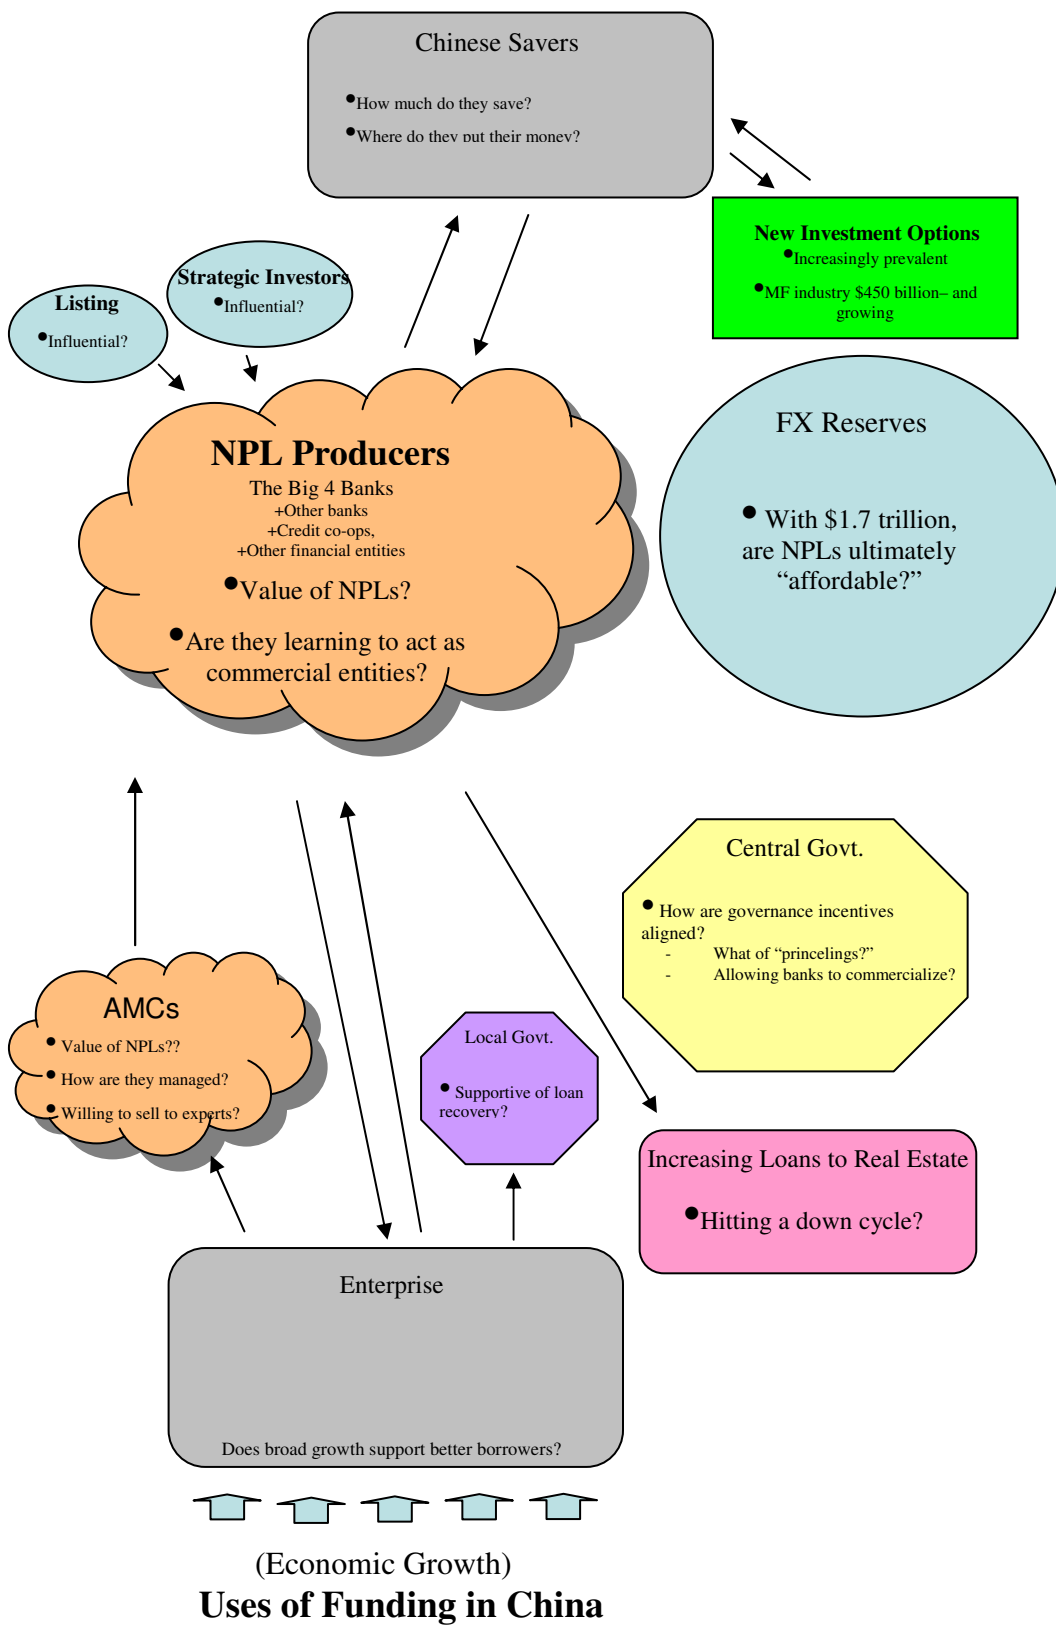 Chinese Savers
•How much do they save?
•Where do they put their money?
New Investment Options
•Increasingly prevalent
•MF industry $450 billion– and
growing
Strategic Investors
•Influential?
Listing
•Influential?
FX Reserves
• With $1.7 trillion,
are NPLs ultimately
“affordable?”
NPL Producers
The Big 4 Banks
+Other banks
+Credit co-ops,
+Other financial entities
•Value of NPLs?
•Are they learning to act as
commercial entities?
Central Govt.
• How are governance incentives
aligned?
- What of “princelings?”
- Allowing banks to commercialize?
AMCs
• Value of NPLs??
• How are they managed?
• Willing to sell to experts?
Local Govt.
• Supportive of loan
recovery?
Increasing Loans to Real Estate
•Hitting a down cycle?
Enterprise
Does broad growth support better borrowers?
(Economic Growth)
Uses of Funding in China